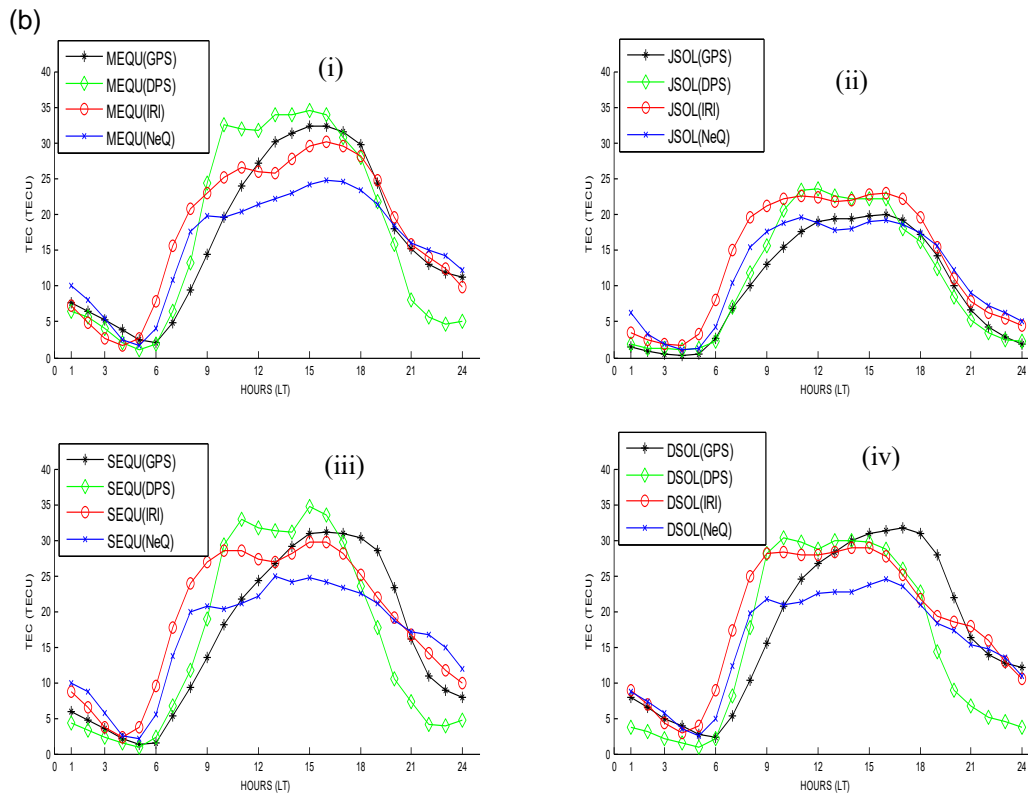 (b)
MEQU(GPS)
MEQU(DPS)
MEQU(IRI)
MEQU(NeQ)
(i)
40
35
30
25
20
15
10
5
0
TEC (TECU)
0 1 3 6 9 12 15 18 21 24
HOURS (LT)
JSOL(GPS)
JSOL(DPS)
JSOL(IRI)
JSOL(NeQ)
(ii)
40
35
30
25
20
15
10
5
0
TEC (TECU)
0 1 3 6 9 12 15 18 21 24
HOURS (LT)
SEQU(GPS)
SEQU(DPS)
SEQU(IRI)
SEQU(NeQ)
(iii)
40
35
30
25
20
15
10
5
0
TEC (TECU)
0 1 3 6 9 12 15 18 21 24
HOURS (LT)
DSOL(GPS)
DSOL(DPS)
DSOL(IRI)
DSOL(NeQ)
(iv)
40
35
30
25
20
15
10
5
0
TEC (TECU)
0 1 3 6 9 12 15 18 21 24
HOURS (LT)